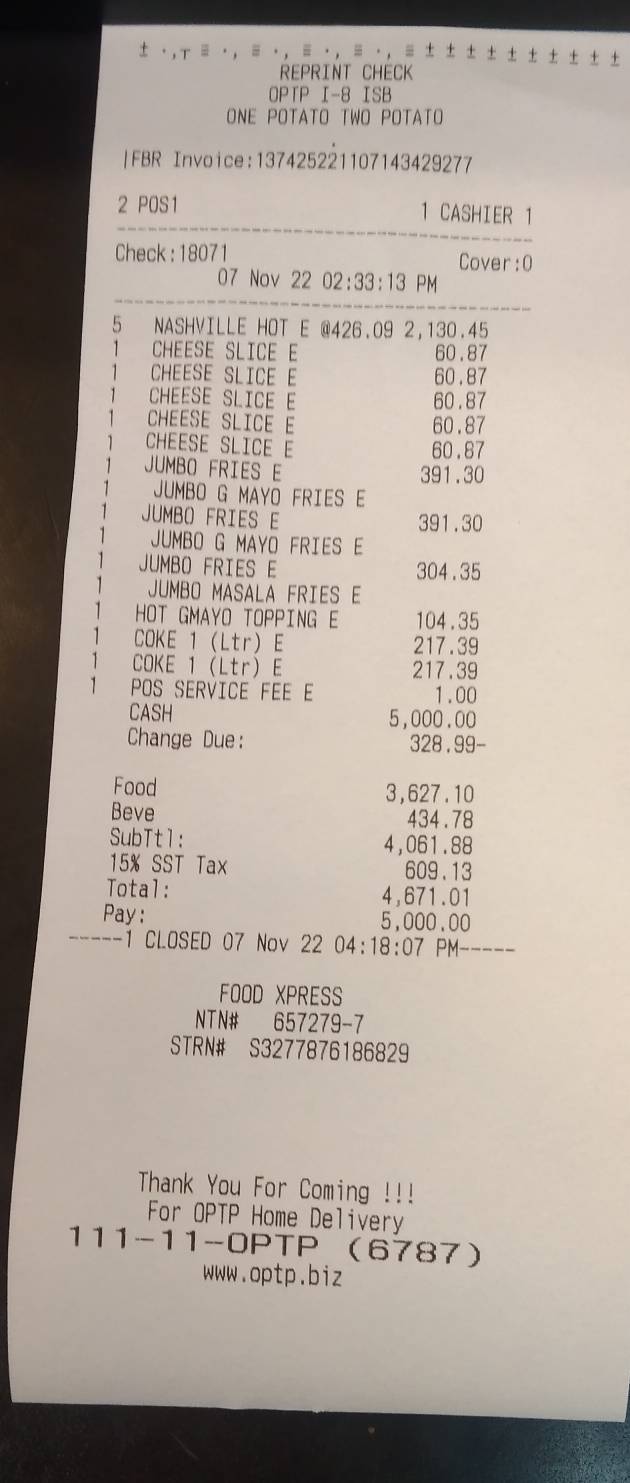 ± ·,┬ ≡ ·, ≡ ·, ≡ ·, ≡ ·, ≡ ± ± ± ± ± ± ± ± ± ±
REPRINT CHECK
OPTP I-8 ISB
ONE POTATO TWO POTATO
|FBR Invoice:137425221107143429277
2 POS1 1 CASHIER 1
Check:18071 Cover:0
07 Nov 22 02:33:13 PM
5 NASHVILLE HOT E @426.09 2,130.45
1 CHEESE SLICE E 60.87
1 CHEESE SLICE E 60.87
1 CHEESE SLICE E 60.87
1 CHEESE SLICE E 60.87
1 CHEESE SLICE E 60.87
1 JUMBO FRIES E 391.30
1 JUMBO G MAYO FRIES E
1 JUMBO FRIES E 391.30
1 JUMBO G MAYO FRIES E
1 JUMBO FRIES E 304.35
1 JUMBO MASALA FRIES E
1 HOT GMAYO TOPPING E 104.35
1 COKE 1 (Ltr) E 217.39
1 COKE 1 (Ltr) E 217.39
1 POS SERVICE FEE E 1.00
CASH 5,000.00
Change Due: 328.99-
Food 3,627.10
Beve 434.78
SubTtl: 4,061.88
15% SST Tax 609.13
Total: 4,671.01
Pay: 5,000.00
-----1 CLOSED 07 Nov 22 04:18:07 PM-----
FOOD XPRESS
NTN# 657279-7
STRN# S3277876186829
Thank You For Coming !!!
For OPTP Home Delivery
111-11-OPTP (6787)
www.optp.biz